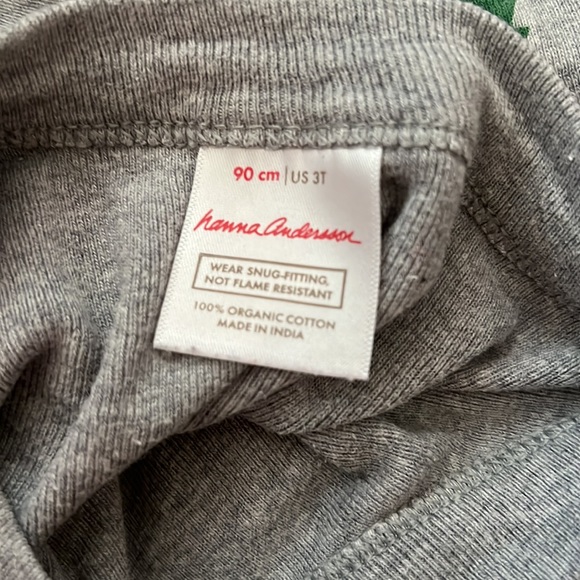 90 cm | US 3T
hanna Andersson
WEAR SNUG-FITTING,
NOT FLAME RESISTANT
100% ORGANIC COTTON
MADE IN INDIA